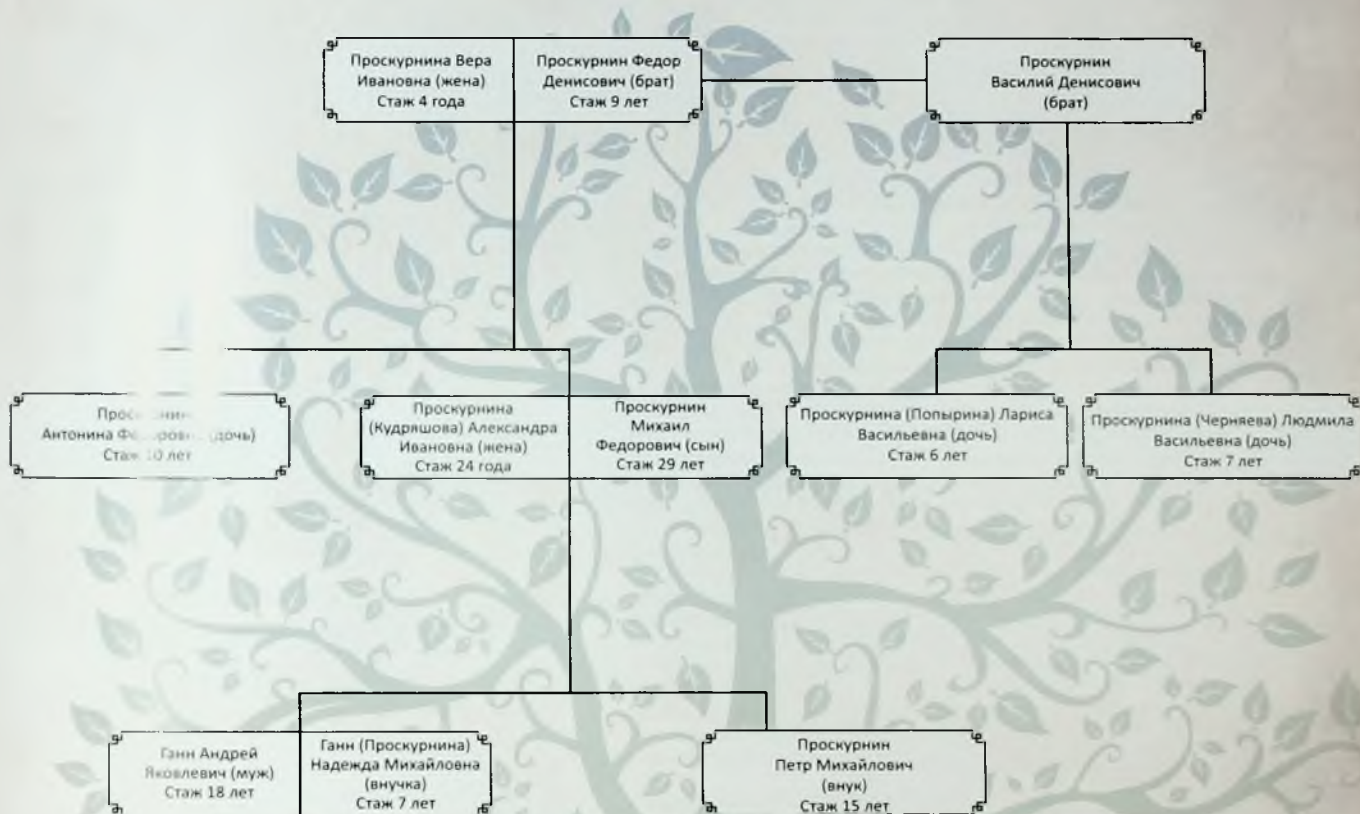 Проскурнина Вера
Ивановна (жена)
Стаж 4 года
Проскурнин Федор
Денисович (брат)
Стаж 9 лет
Проскурнин
Василий Денисович
(брат)
Антонина Федоровна (дочь)
Стаж 10 лет
Проскурнина
(Кудряшова) Александра
Ивановна (жена)
Стаж 24 года
Проскурнин
Михаил
Федорович (сын)
Стаж 29 лет
Проскурнина (Попырина) Лариса
Васильевна (дочь)
Стаж 6 лет
Проскурнина (Черняева) Людмила
Васильевна (дочь)
Стаж 7 лет
Ганн Андрей
Яковлевич (муж)
Стаж 18 лет
Ганн (Проскурнина)
Надежда Михайловна
(внучка)
Стаж 7 лет
Проскурнин
Петр Михайлович
(внук)
Стаж 15 лет